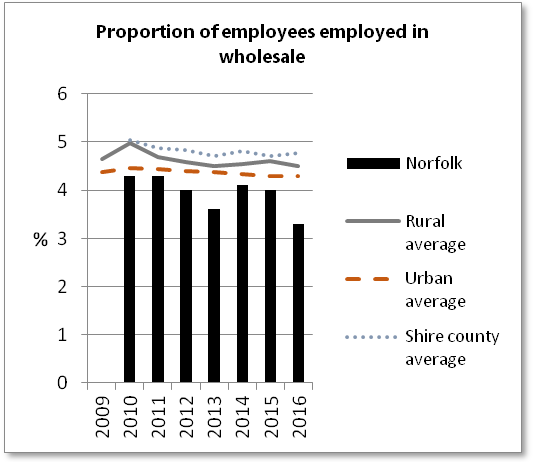 Proportion of employees employed in
wholesale
6
5
4
3
2
1
0
%
2009
2010
2011
2012
2013
2014
2015
2016
Norfolk
Rural
average
Urban
average
Shire county
average